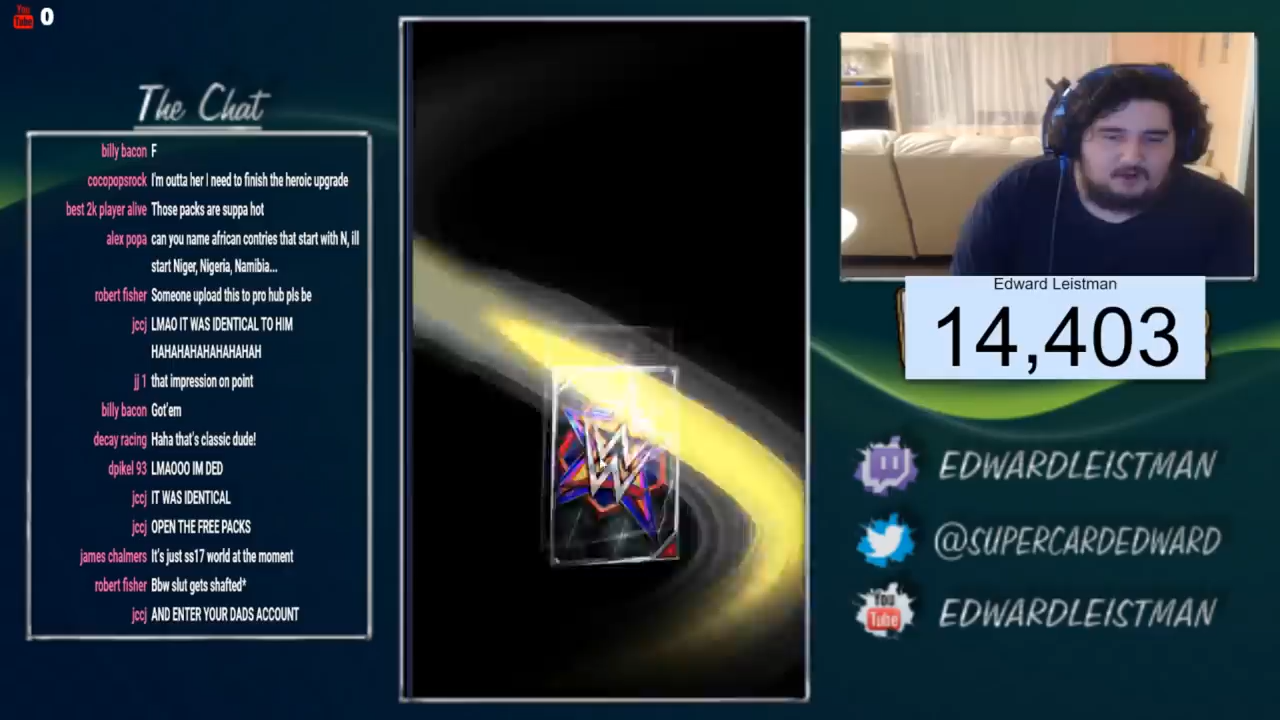 You
Tube 0
The Chat
billy bacon F
cocopopsrock I'm outta her I need to finish the heroic upgrade
best 2k player alive Those packs are suppa hot
alex popa can you name african contries that start with N, ill
start Niger, Nigeria, Namibia...
robert fisher Someone upload this to pro hub pls be
jccj LMAO IT WAS IDENTICAL TO HIM
HAHAHAHAHAHAHAHAH
jj 1 that impression on point
billy bacon Got'em
decay racing Haha that's classic dude!
dpikel 93 LMAOOO IM DED
jccj IT WAS IDENTICAL
jccj OPEN THE FREE PACKS
james chalmers It's just ss17 world at the moment
robert fisher Bbw slut gets shafted*
jccj AND ENTER YOUR DADS ACCOUNT
W
Edward Leistman
14,403
EDWARDLEISTMAN
@SUPERCARDEDWARD
You
Tube EDWARDLEISTMAN